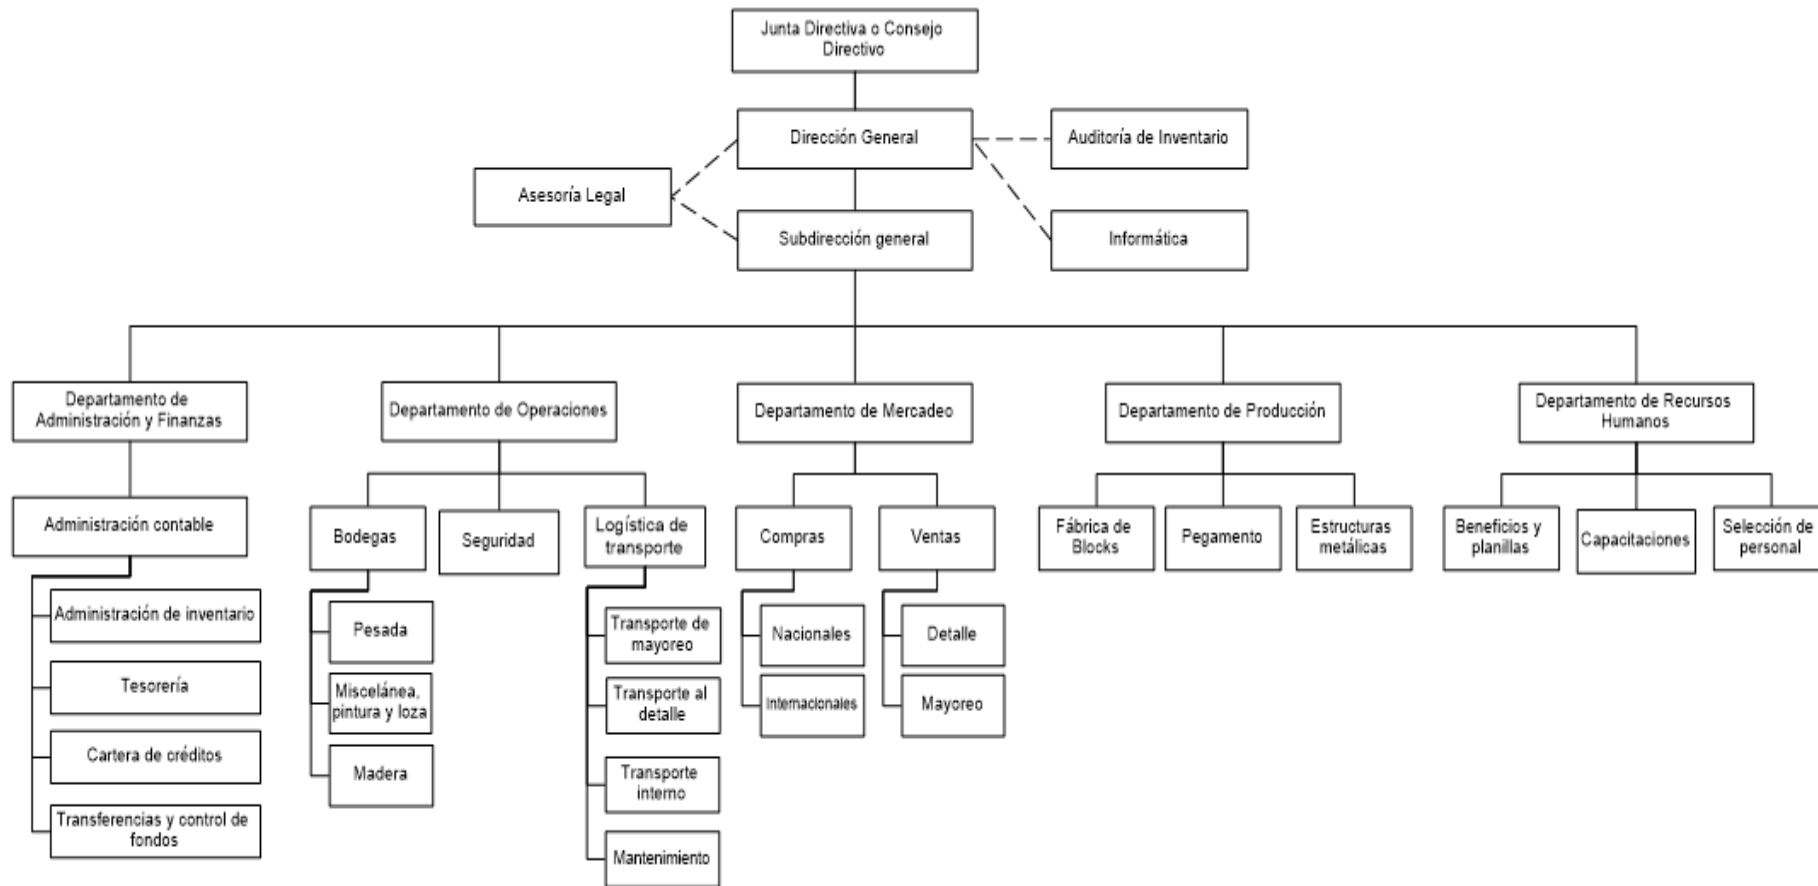 Junta Directiva o Consejo
Directivo
Dirección General
Auditoría de Inventario
Asesoría Legal
Subdirección general
Informática
Departamento de
Administración y Finanzas
Departamento de Operaciones
Departamento de Mercadeo
Departamento de Producción
Departamento de Recursos
Humanos
Administración contable
Bodegas
Seguridad
Logística de
transporte
Compras
Ventas
Fábrica de
Blocks
Pegamento
Estructuras
metálicas
Beneficios y
planillas
Capacitaciones
Selección de
personal
Administración de inventario
Tesorería
Cartera de créditos
Transferencias y control de
fondos
Pesada
Miscelánea,
pintura y loza
Madera
Transporte de
mayoreo
Transporte al
detalle
Transporte
interno
Mantenimiento
Nacionales
Internacionales
Detalle
Mayoreo